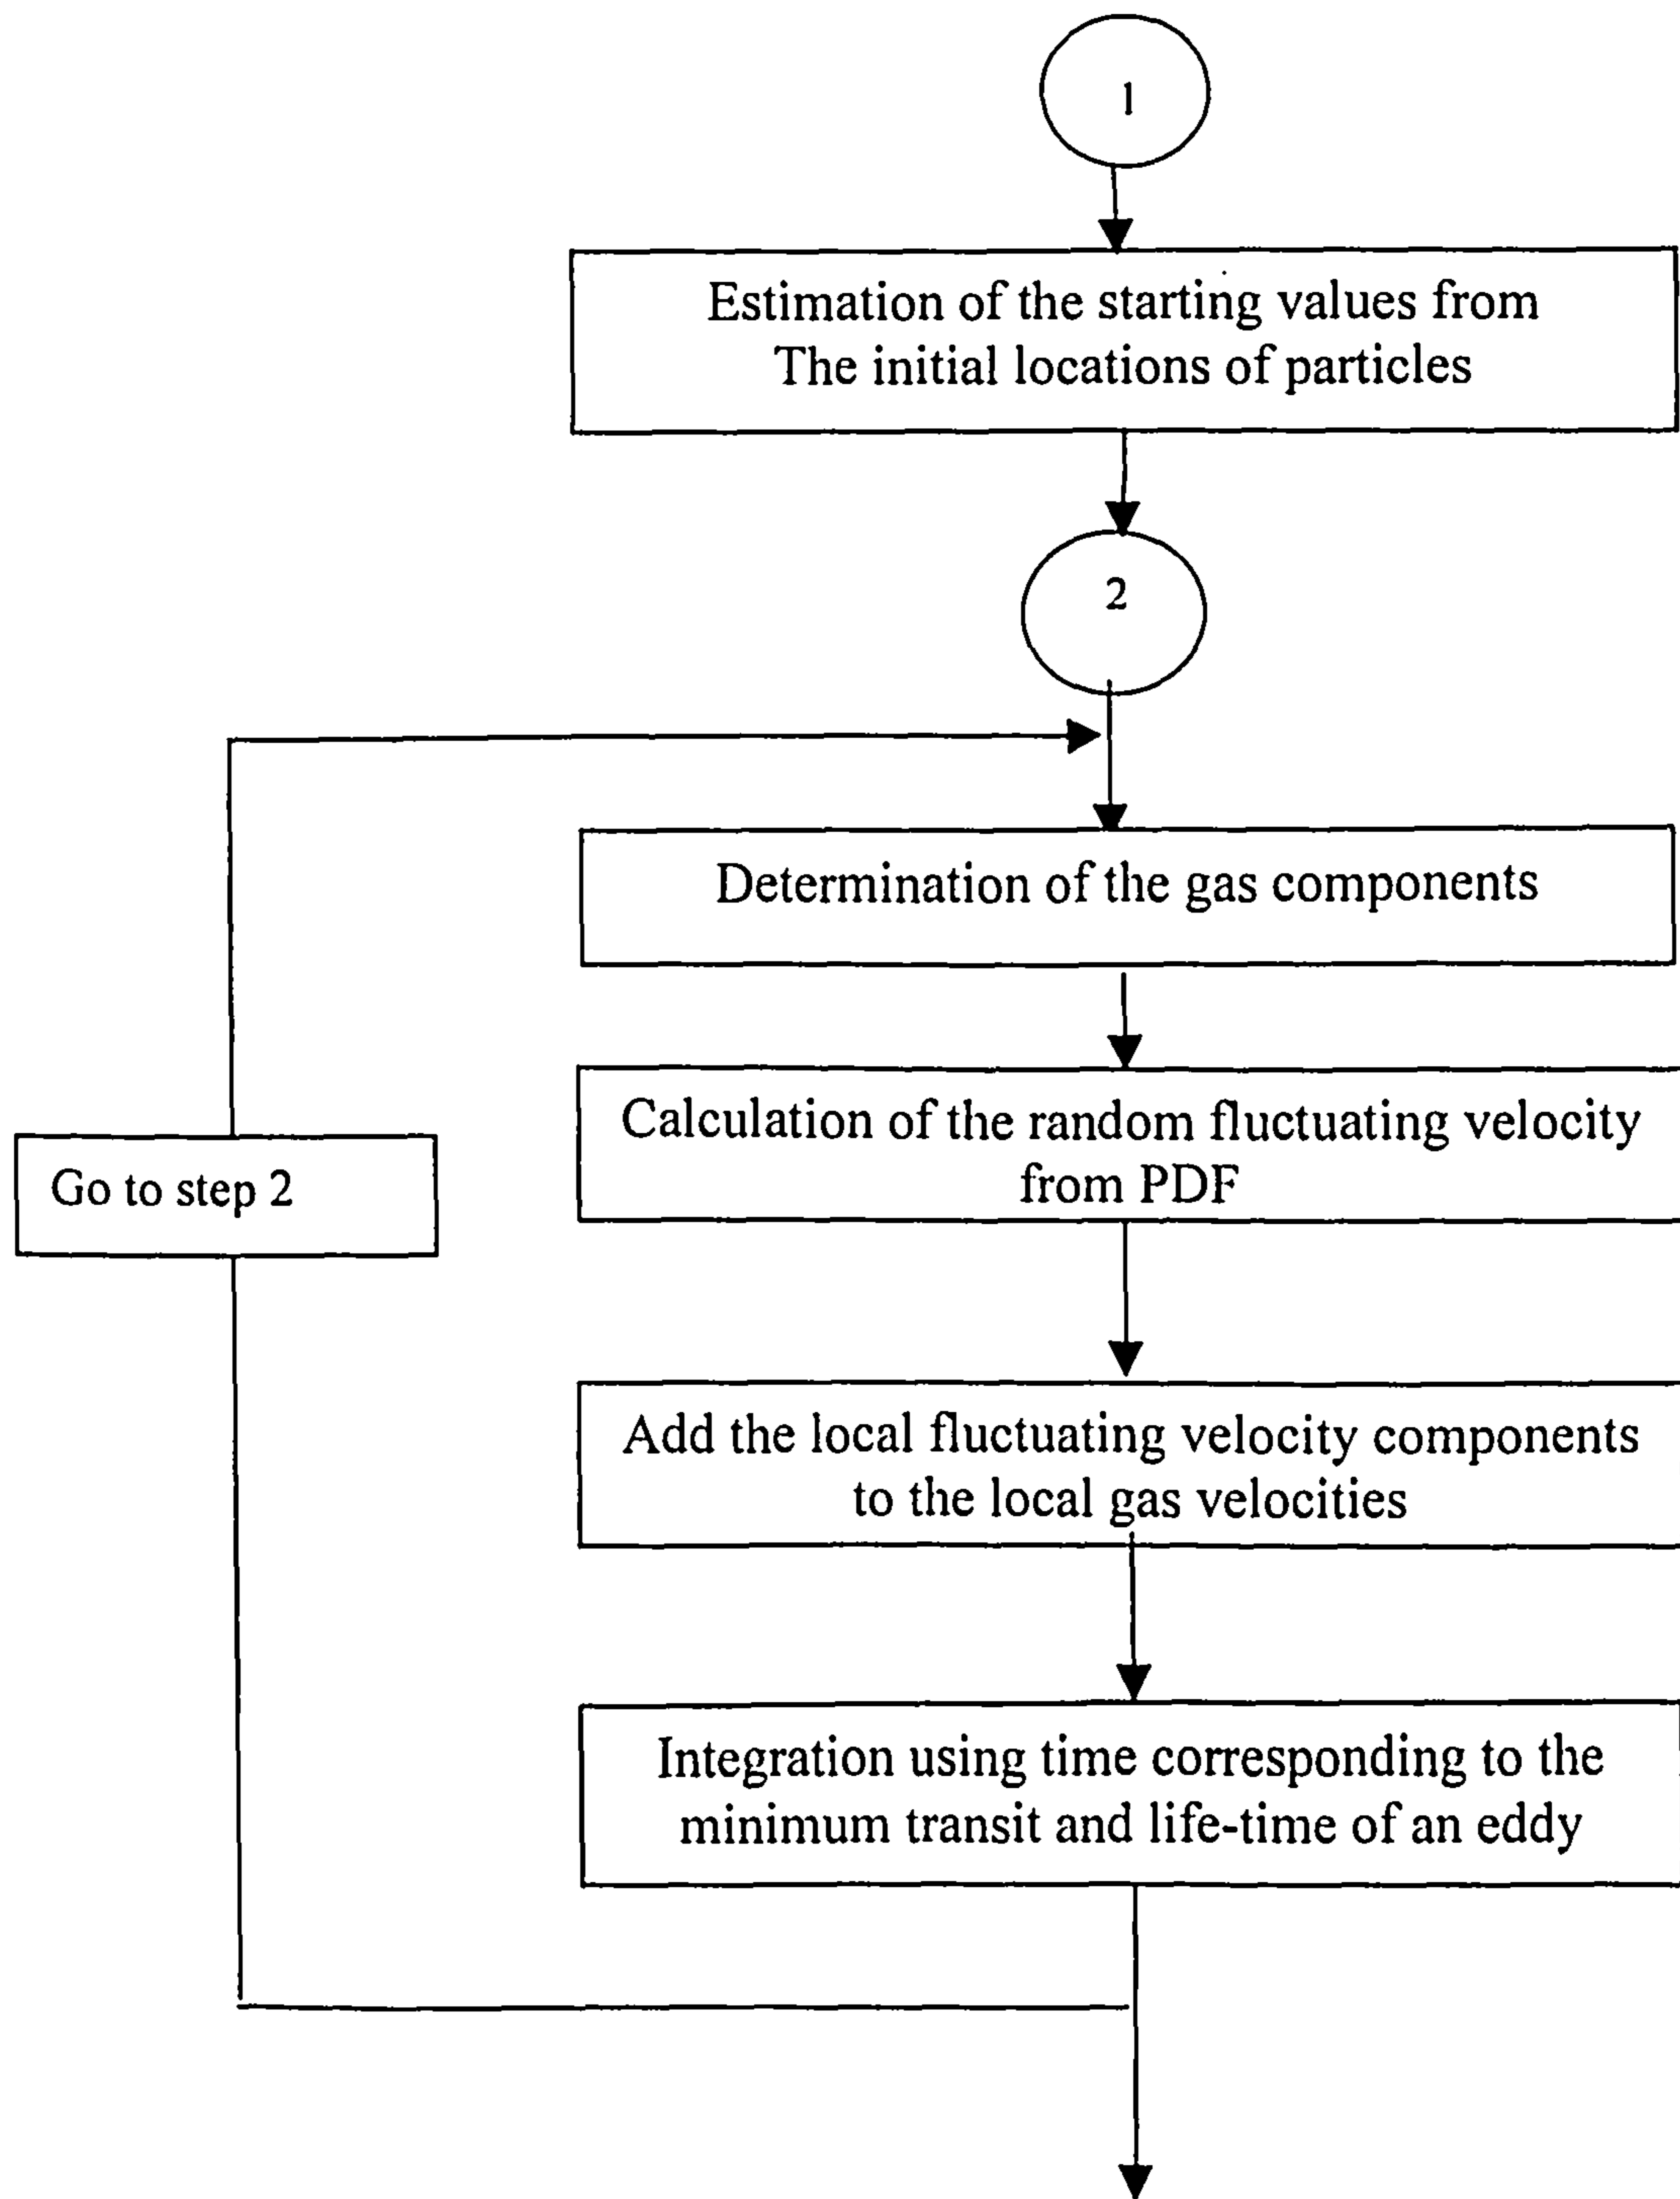 1
Estimation of the starting values from
The initial locations of particles
2
Determination of the gas components
Calculation of the random fluctuating velocity
from PDF
Go to step 2
Add the local fluctuating velocity components
to the local gas velocities
Integration using time corresponding to the
minimum transit and life-time of an eddy